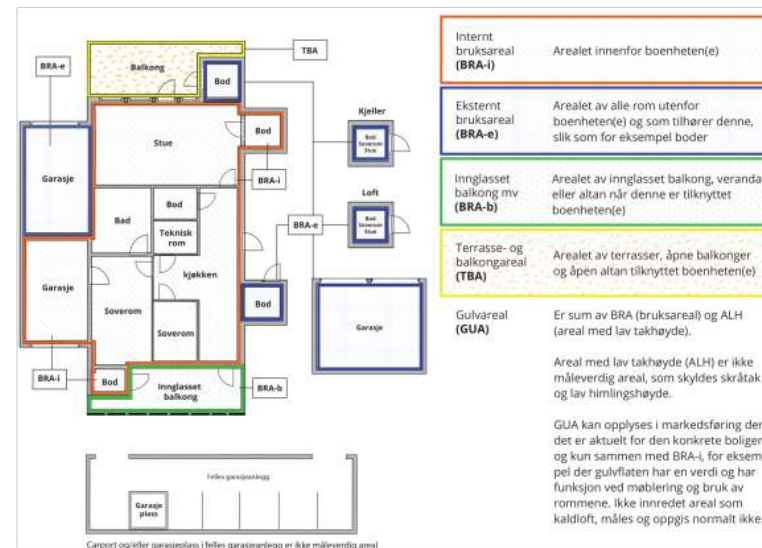 TBA
BRA-e
Balkong
Bod
Kjeller
Bod
Soverom
Stue
Garasje
Stue
Bod
BRA-i
Loft
Bod
Soverom
Stue
Bad
Bod
Teknisk
rom
BRA-e
kjøkken
Garasje
Soverom
Soverom
Bod
Garasje
BRA-i
Bod
Innglasset
balkong
BRA-b
Felles garasjeanlegg
Garasje
plass
Carport og/eller garasjeplass i felles garasjeanlegg er ikke måleverdig areal
Internt
bruksareal
(BRA-i)
Arealet innenfor boenheten(e)
Eksternt
bruksareal
(BRA-e)
Arealet av alle rom utenfor
boenheten(e) og som tilhører denne,
slik som for eksempel boder
Innglasset
balkong mv
(BRA-b)
Arealet av innglasset balkong, veranda
eller altan når denne er tilknyttet
boenheten(e)
Terrasse- og
balkongareal
(TBA)
Arealet av terrasser, åpne balkonger
og åpen altan tilknyttet boenheten(e)
Gulvareal
(GUA)
Er sum av BRA (bruksareal) og ALH
(areal med lav takhøyde).
Areal med lav takhøyde (ALH) er ikke
måleverdig areal, som skyldes skråtak
og lav himlingshøyde.
GUA kan opplyses i markedsføring der
det er aktuelt for den konkrete boligen
og kun sammen med BRA-i, for eksem
pel der gulvflaten har en verdi og har
funksjon ved møblering og bruk av
rommene. Ikke innredet areal som
kaldloft, måles og oppgis normalt ikke